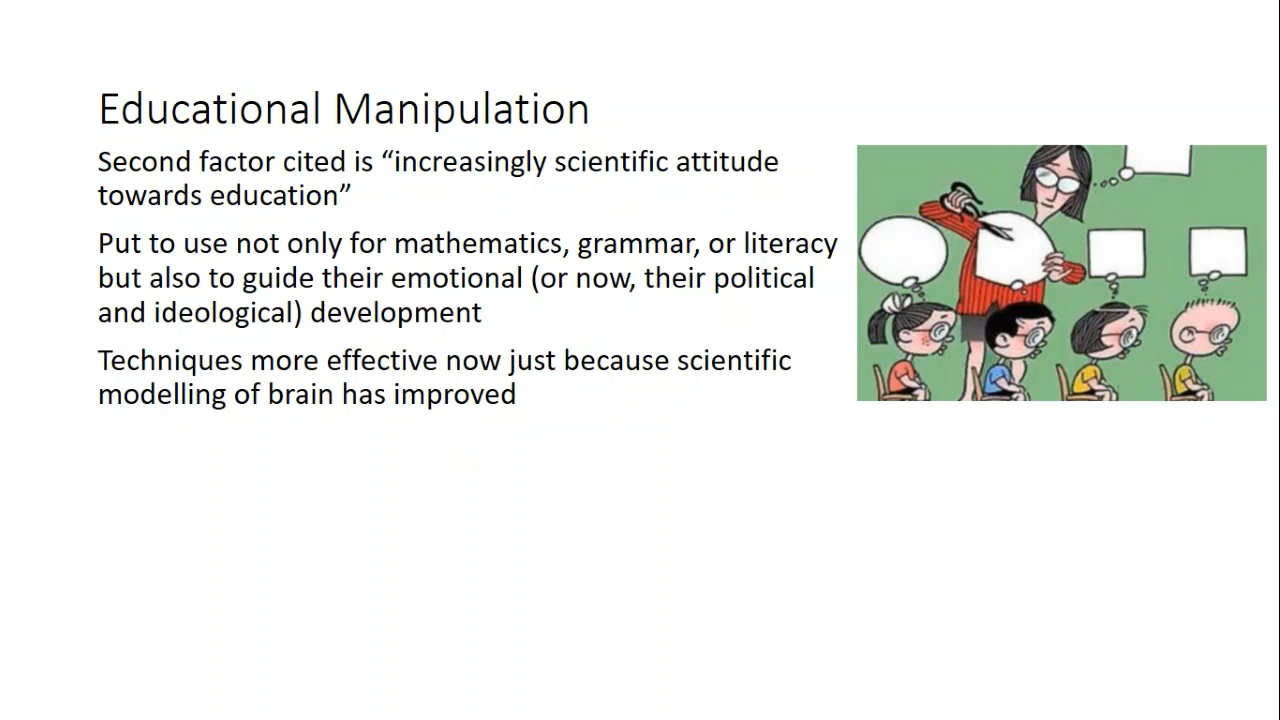 Educational Manipulation
Second factor cited is “increasingly scientific attitude
towards education”
Put to use not only for mathematics, grammar, or literacy
but also to guide their emotional (or now, their political
and ideological) development
Techniques more effective now just because scientific
modelling of brain has improved